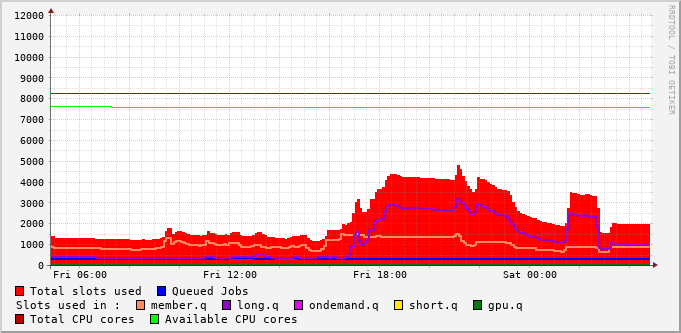 RRDTOOL / TOBI OETIKER
12000
11000
10000
9000
8000
7000
6000
5000
4000
3000
2000
1000
0
Fri 06:00 Fri 12:00 Fri 18:00 Sat 00:00
Total slots used Queued Jobs
Slots used in : member.q long.q ondemand.q short.q gpu.q
Total CPU cores Available CPU cores